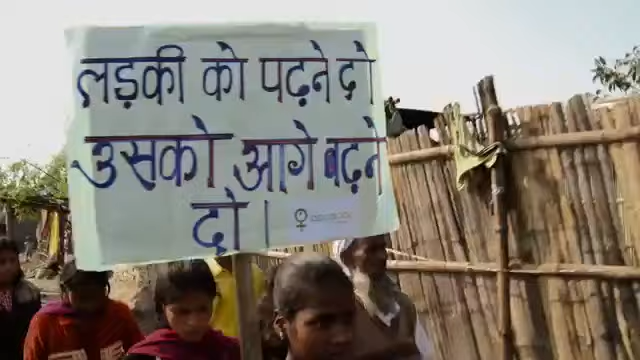 लड़की को पढ़ने दो
उसको आगे बढ़ने
दो।